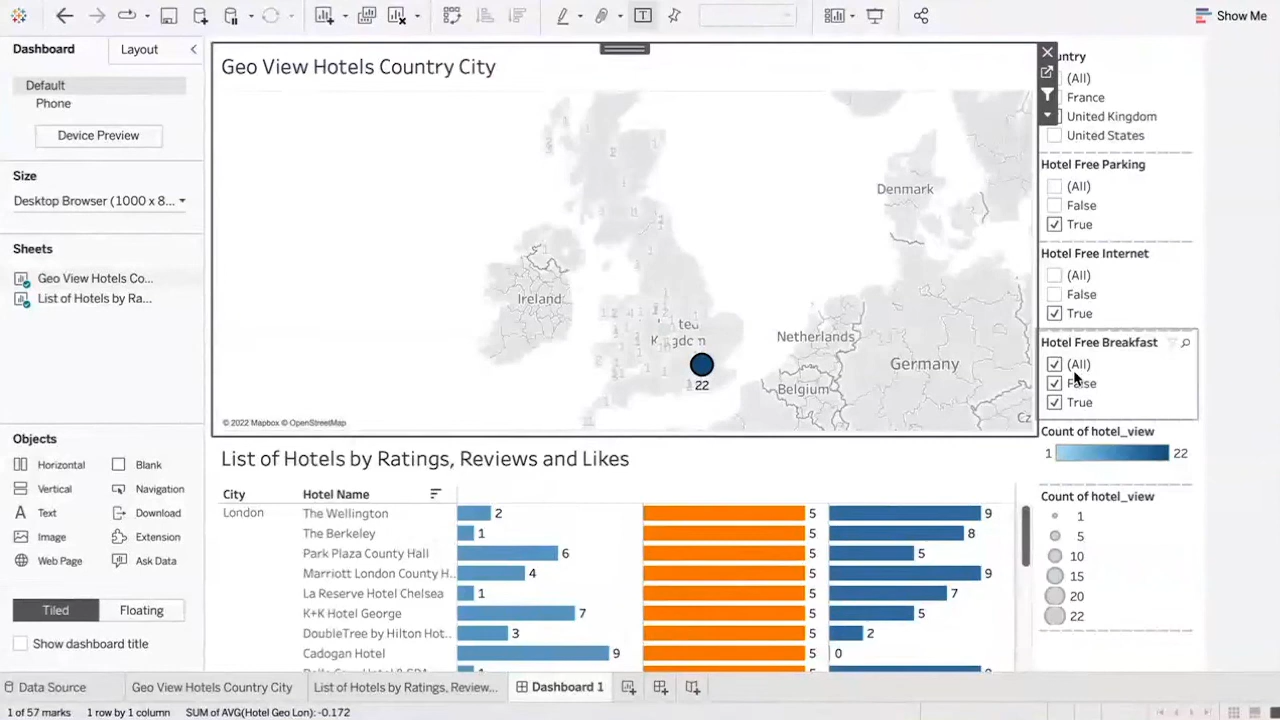 Show Me
Dashboard
Layout
Default
Phone
Device Preview
Size
Desktop Browser (1000 x 8...
Sheets
Geo View Hotels Co...
List of Hotels by Ra...
Objects
Horizontal
Blank
Vertical
Navigation
Text
Download
Image
Extension
Web Page
Ask Data
Tiled
Floating
Show dashboard title
Geo View Hotels Country City
Denmark
Ireland
Netherlands
Germany
Belgium
22
© 2022 Mapbox © OpenStreetMap
(All)
France
United Kingdom
United States
Hotel Free Parking
(All)
False
True
Hotel Free Internet
(All)
False
True
Hotel Free Breakfast
(All)
False
True
Count of hotel_view
1 22
Count of hotel_view
1
5
10
15
20
22
List of Hotels by Ratings, Reviews and Likes
City Hotel Name
London The Wellington 2 5 9
The Berkeley 1 5 8
Park Plaza County Hall 6 5 5
Marriott London County H.. 4 5 9
La Reserve Hotel Chelsea 1 5 7
K+K Hotel George 7 5 5
DoubleTree by Hilton Hot.. 3 5 2
Cadogan Hotel 9 5 0
Data Source
Geo View Hotels Country City
List of Hotels by Ratings, Review...
Dashboard 1
1 of 57 marks 1 row by 1 column SUM of AVG(Hotel Geo Lon): -0.172